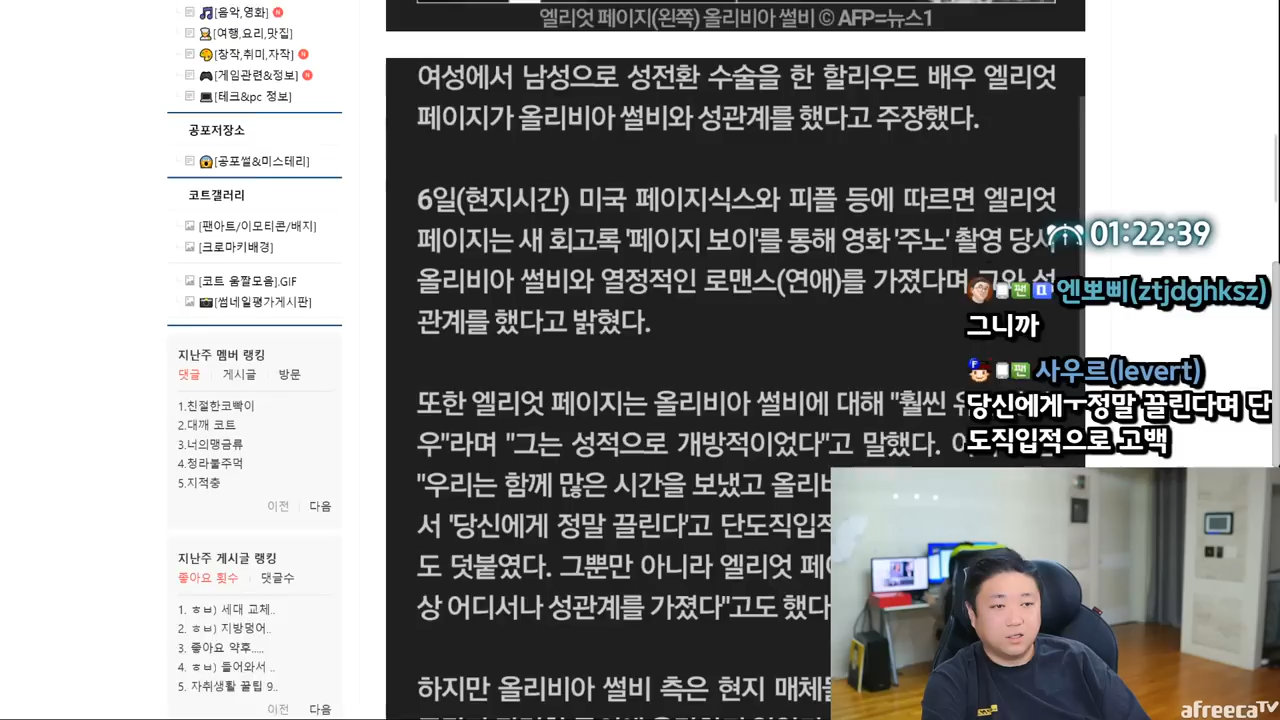 [음악,영화]
[여행,요리,맛집]
[창작,취미,자작]
[게임관련&정보]
[테크&pc 정보]
공포저장소
[공포썰&미스테리]
코트갤러리
[팬아트/이모티콘/배지]
[크로마키배경]
[코트 움짤모음].GIF
[썸네일평가게시판]
지난주 멤버 랭킹
댓글 게시글 방문
1.친절한코빡이
2.대깨 코트
3.너의맹글류
4.청라불주먹
5.지적충
이전 다음
지난주 게시글 랭킹
좋아요 횟수 댓글수
1. ㅎㅂ) 세대 교체..
2. ㅎㅂ) 지방덩어..
3. 좋아요 약후.....
4. ㅎㅂ) 들어와서 ..
5. 자취생활 꿀팁 9..
이전 다음
엘리엇 페이지(왼쪽) 올리비아 썰비 © AFP=뉴스1
여성에서 남성으로 성전환 수술을 한 할리우드 배우 엘리엇
페이지가 올리비아 썰비와 성관계를 했다고 주장했다.
6일(현지시간) 미국 페이지식스와 피플 등에 따르면 엘리엇
페이지는 새 회고록 '페이지 보이'를 통해 영화 '주노' 촬영 당시
올리비아 썰비와 열정적인 로맨스(연애)를 가졌다며 그와 성
관계를 했다고 밝혔다.
또한 엘리엇 페이지는 올리비아 썰비에 대해 "훨씬
우"라며 "그는 성적으로 개방적이었다"고 말했다.
"우리는 함께 많은 시간을 보냈고 올리비
서 '당신에게 정말 끌린다'고 단도직입적
도 덧붙였다. 그뿐만 아니라 엘리엇 페이
상 어디서나 성관계를 가졌다"고도 했다
하지만 올리비아 썰비 측은 현지 매체들
01:22:39
팬 엔뽀삐(ztjdghksz)
그니까
F 팬 사우르(levert)
당신에게ㅜ정말 끌린다며 단
도직입적으로 고백
afreecaTV